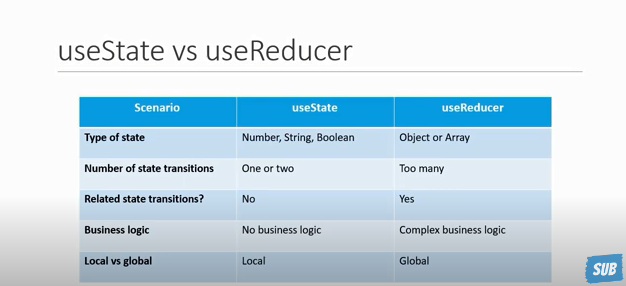 useState vs useReducer
Scenario useState useReducer
Type of state Number, String, Boolean Object or Array
Number of state transitions One or two Too many
Related state transitions? No Yes
Business logic No business logic Complex business logic
Local vs global Local Global
SUB